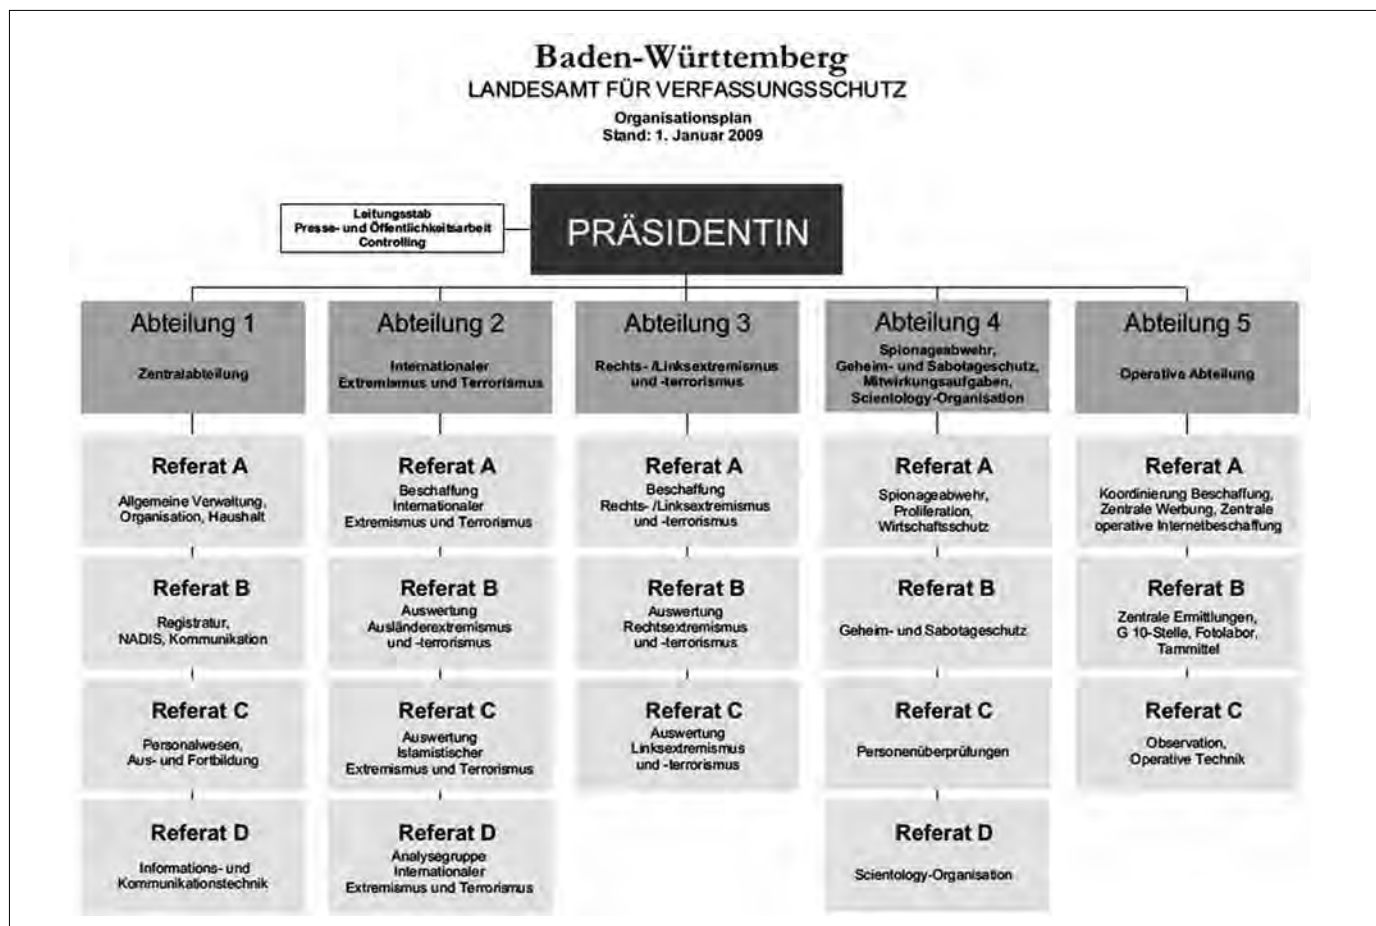 Baden-Württemberg
LANDESAMT FÜR VERFASSUNGSSCHUTZ
Organisationsplan
Stand: 1. Januar 2009
Leitungsstab
Presse- und Öffentlichkeitsarbeit
Controlling
PRÄSIDENTIN
Abteilung 1
Zentralabteilung
Referat A
Allgemeine Verwaltung,
Organisation, Haushalt
Referat B
Registratur,
NADIS, Kommunikation
Referat C
Personalwesen,
Aus- und Fortbildung
Referat D
Informations- und
Kommunikationstechnik
Abteilung 2
Internationaler
Extremismus und Terrorismus
Referat A
Beschaffung
Internationaler
Extremismus und Terrorismus
Referat B
Auswertung
Ausländerextremismus
und -terrorismus
Referat C
Auswertung
Islamistischer
Extremismus und Terrorismus
Referat D
Analysegruppe
Internationaler
Extremismus und Terrorismus
Abteilung 3
Rechts- /Linksextremismus
und -terrorismus
Referat A
Beschaffung
Rechts- /Linksextremismus
und -terrorismus
Referat B
Auswertung
Rechtsextremismus
und -terrorismus
Referat C
Auswertung
Linksextremismus
und -terrorismus
Abteilung 4
Spionageabwehr,
Geheim- und Sabotageschutz,
Mitwirkungsaufgaben,
Scientology-Organisation
Referat A
Spionageabwehr,
Proliferation,
Wirtschaftsschutz
Referat B
Geheim- und Sabotageschutz
Referat C
Personenüberprüfungen
Referat D
Scientology-Organisation
Abteilung 5
Operative Abteilung
Referat A
Koordinierung Beschaffung,
Zentrale Werbung, Zentrale
operative Internetbeschaffung
Referat B
Zentrale Ermittlungen,
G 10-Stelle, Fotolabor,
Tarnmittel
Referat C
Observation,
Operative Technik